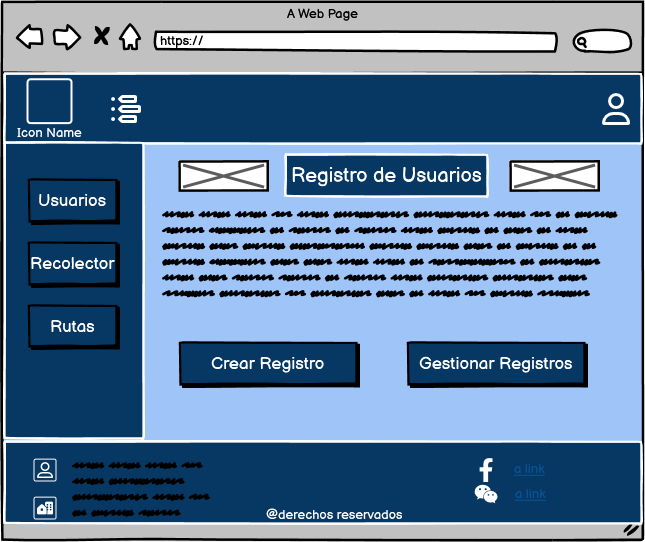 A Web Page
https://
Icon Name
Usuarios
Recolector
Rutas
Registro de Usuarios
Crear Registro
Gestionar Registros
a link
a link
@derechos reservados